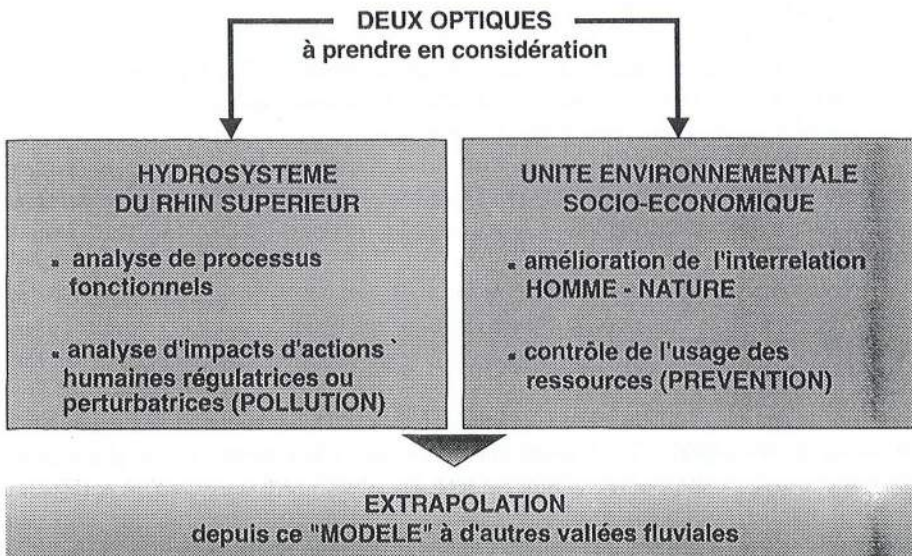 DEUX OPTIQUES
à prendre en considération
HYDROSYSTEME
DU RHIN SUPERIEUR
. analyse de processus
fonctionnels
. analyse d'impacts d'actions
humaines régulatrices ou
perturbatrices (POLLUTION)
UNITE ENVIRONNEMENTALE
SOCIO-ECONOMIQUE
. amélioration de l'interrelation
HOMME - NATURE
. contrôle de l'usage des
ressources (PREVENTION)
EXTRAPOLATION
depuis ce "MODELE" à d'autres vallées fluviales